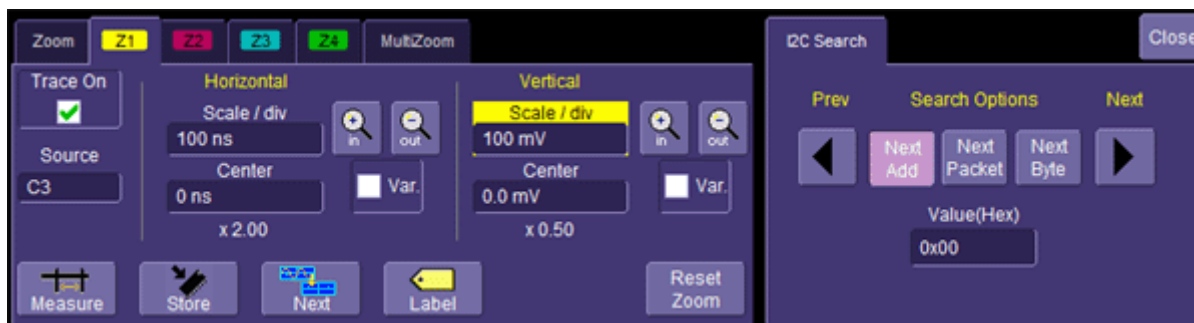 Zoom Z1 Z2 Z3 Z4 MultiZoom
Trace On
Source
C3
Horizontal
Scale / div
100 ns
in out
Center
0 ns
Var.
x 2.00
Vertical
Scale / div
100 mV
in out
Center
0.0 mV
Var.
x 0.50
Measure
Store
Next
Label
Reset
Zoom
I2C Search
Close
Prev
Search Options
Next
Next
Add
Next
Packet
Next
Byte
Value(Hex)
0x00